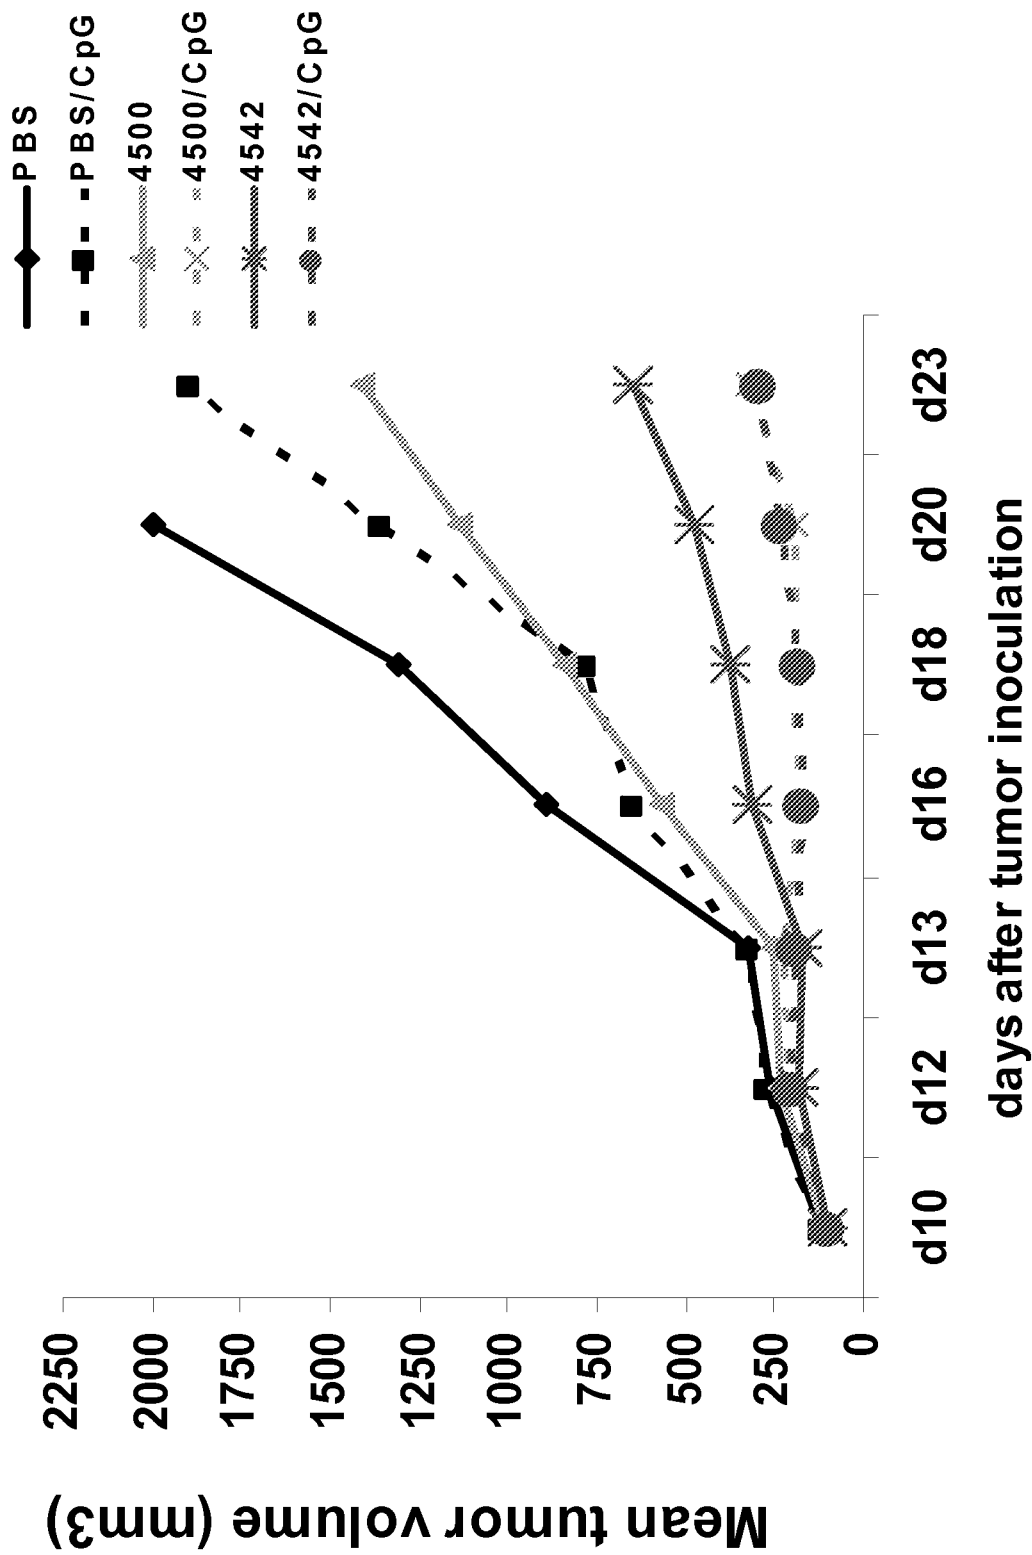 PBS
PBS/CpG
4500
4500/CpG
4542
4542/CpG
Mean tumor volume (mm3)
2250
2000
1750
1500
1250
1000
750
500
250
0
d10
d12
d13
d16
d18
d20
d23
days after tumor inoculation